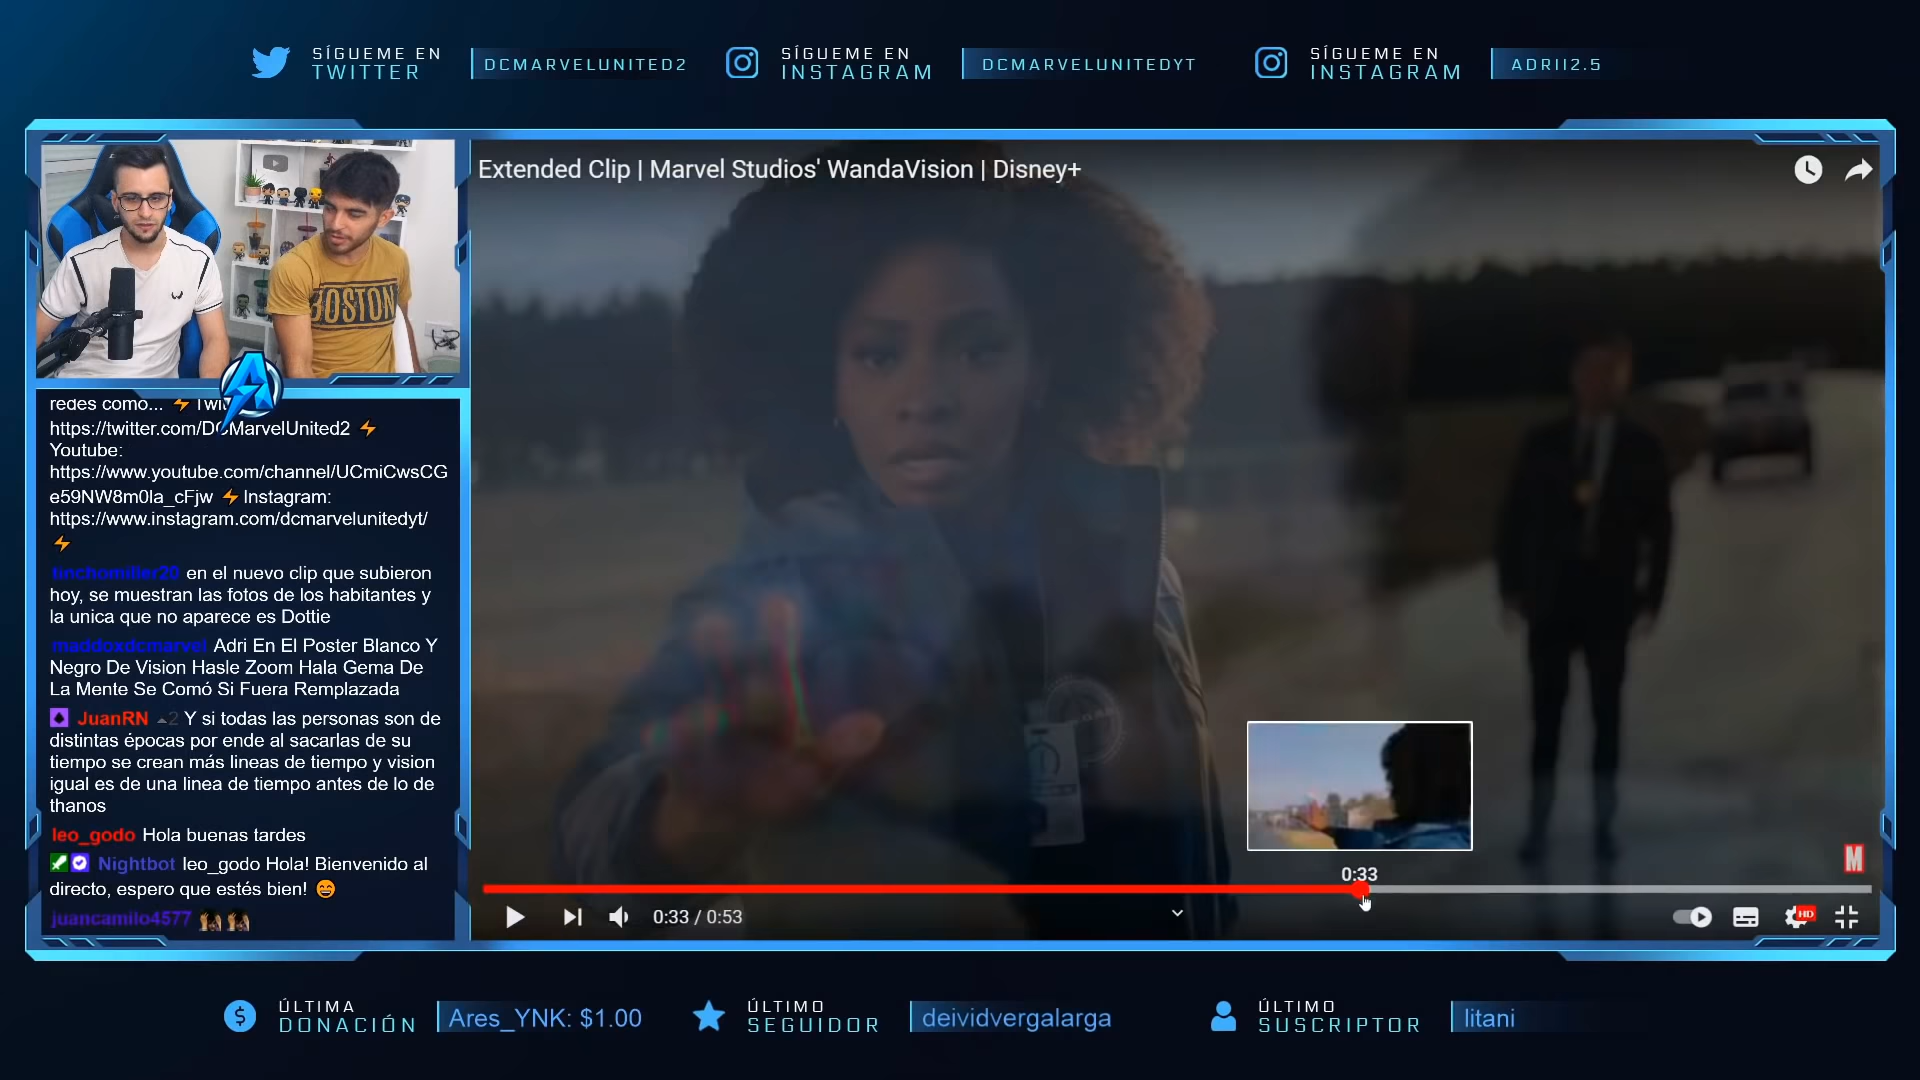 SÍGUEME EN
TWITTER
DCMARVELUNITED2
SÍGUEME EN
INSTAGRAM
DCMARVELUNITEDYT
SÍGUEME EN
INSTAGRAM
ADRII2.5
Extended Clip | Marvel Studios' WandaVision | Disney+
BOSTON
redes como... ⚡ Twit
https://twitter.com/DCMarvelUnited2 ⚡
Youtube:
https://www.youtube.com/channel/UCmiCwsCG
e59NW8m0la_cFjw ⚡ Instagram:
https://www.instagram.com/dcmarvelunitedyt/
⚡
tinchomiller20 en el nuevo clip que subieron
hoy, se muestran las fotos de los habitantes y
la unica que no aparece es Dottie
maddoxdcmarvel Adri En El Poster Blanco Y
Negro De Vision Hasle Zoom Hala Gema De
La Mente Se Comó Si Fuera Remplazada
JuanRN 2 Y si todas las personas son de
distintas épocas por ende al sacarlas de su
tiempo se crean más lineas de tiempo y vision
igual es de una linea de tiempo antes de lo de
thanos
leo_godo Hola buenas tardes
Nightbot leo_godo Hola! Bienvenido al
directo, espero que estés bien! 😄
juancamilo4577
M
0:33
0:33 / 0:53
HD
ÚLTIMA
DONACIÓN
Ares_YNK: $1.00
ÚLTIMO
SEGUIDOR
deividvergalarga
ÚLTIMO
SUSCRIPTOR
litani